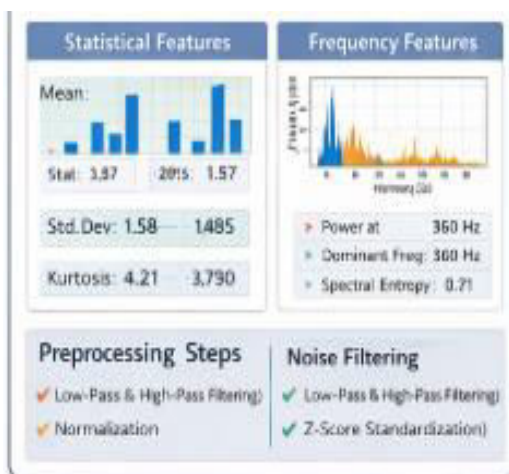 Statistical Features
Mean:
Stat: 3,87 20's: 1.57
Std.Dev: 1.58 1485
Kurtosis: 4.21 3,790
Frequency Features
Power at 360 Hz
Dominant Freq: 360 Hz
Spectral Entropy: 0.71
Preprocessing Steps
Low-Pass & High-Pass Filtering)
Normalization
Noise Filtering
Low-Pass & High-Pass Filtering)
Z-Score Standardization)